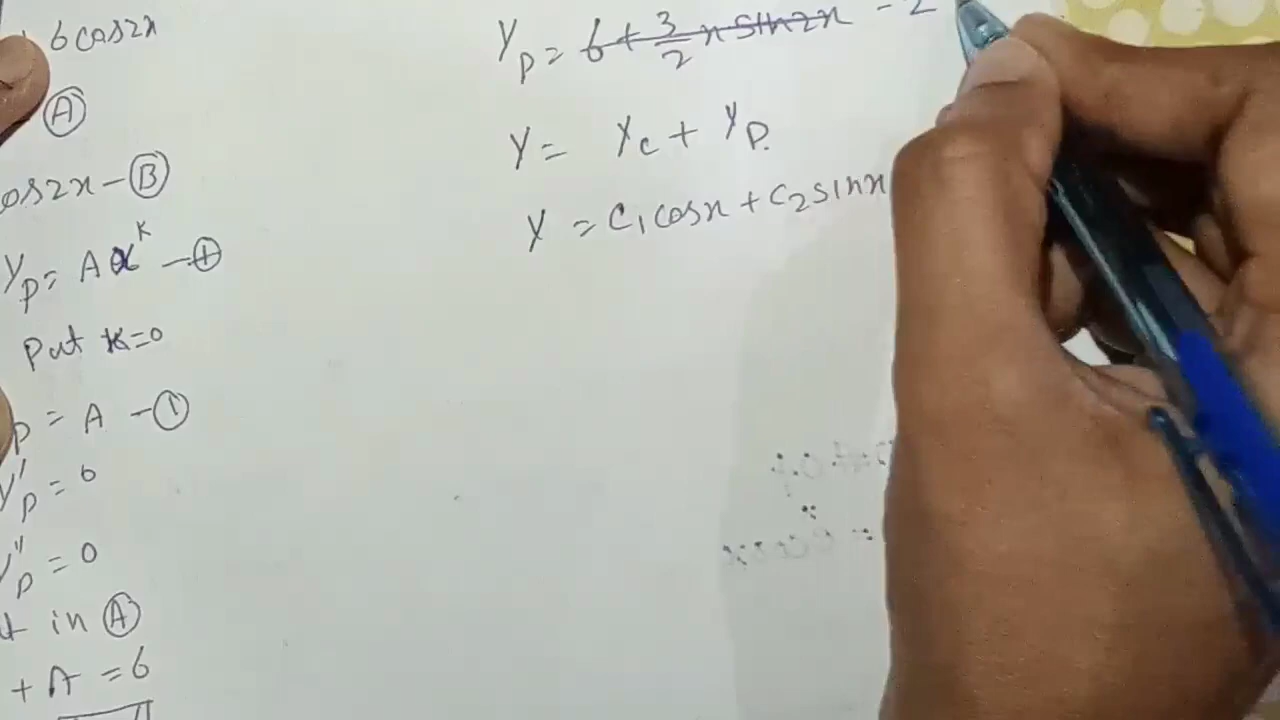 6cos2x
Ⓐ
cos2x - Ⓑ
Yp = Ax^k - ①
Put k=0
p = A - ①
Y'p = 0
Y''p = 0
in Ⓐ
+ A = 6
Yp = 6 + 3/2 x sin2x - 2
Y = Yc + Yp.
Y = C₁cosx + C₂sinx